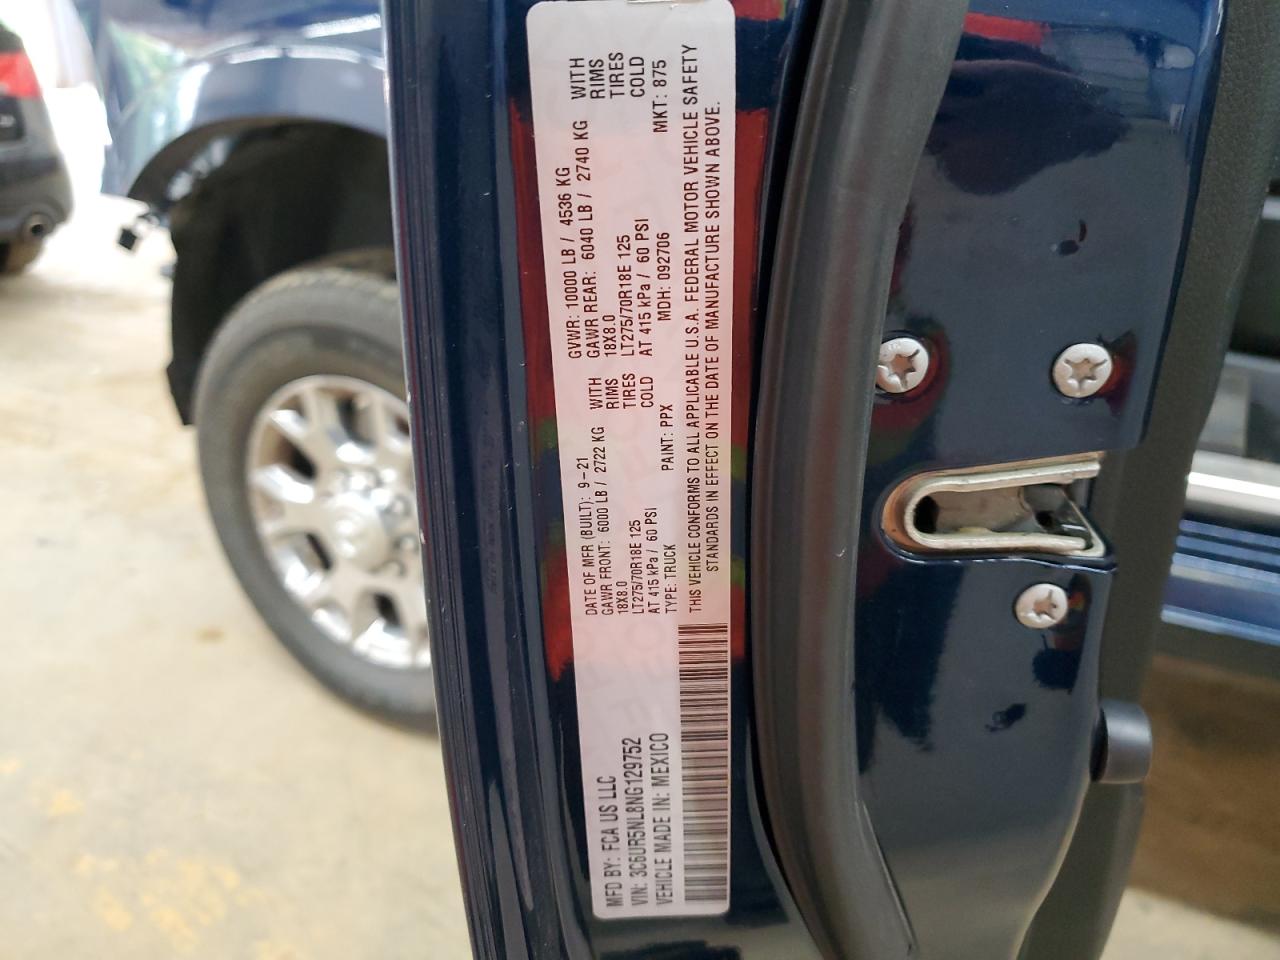 MFD BY: FCA US LLC
VIN: 3C6UR5NL8NG129752
VEHICLE MADE IN: MEXICO
DATE OF MFR (BUILT): 9-21
GVWR: 10000 LB / 4536 KG
GAWR FRONT: 6000 LB / 2722 KG WITH
18X8.0 RIMS
LT275/70R18E 125 TIRES
AT 415 kPa / 60 PSI COLD
GAWR REAR: 6040 LB / 2740 KG WITH
18X8.0 RIMS
LT275/70R18E 125 TIRES
AT 415 kPa / 60 PSI COLD
TYPE: TRUCK PAINT: PPX MDH: 092706 MKT: 875
THIS VEHICLE CONFORMS TO ALL APPLICABLE U.S.A. FEDERAL MOTOR VEHICLE SAFETY
STANDARDS IN EFFECT ON THE DATE OF MANUFACTURE SHOWN ABOVE.